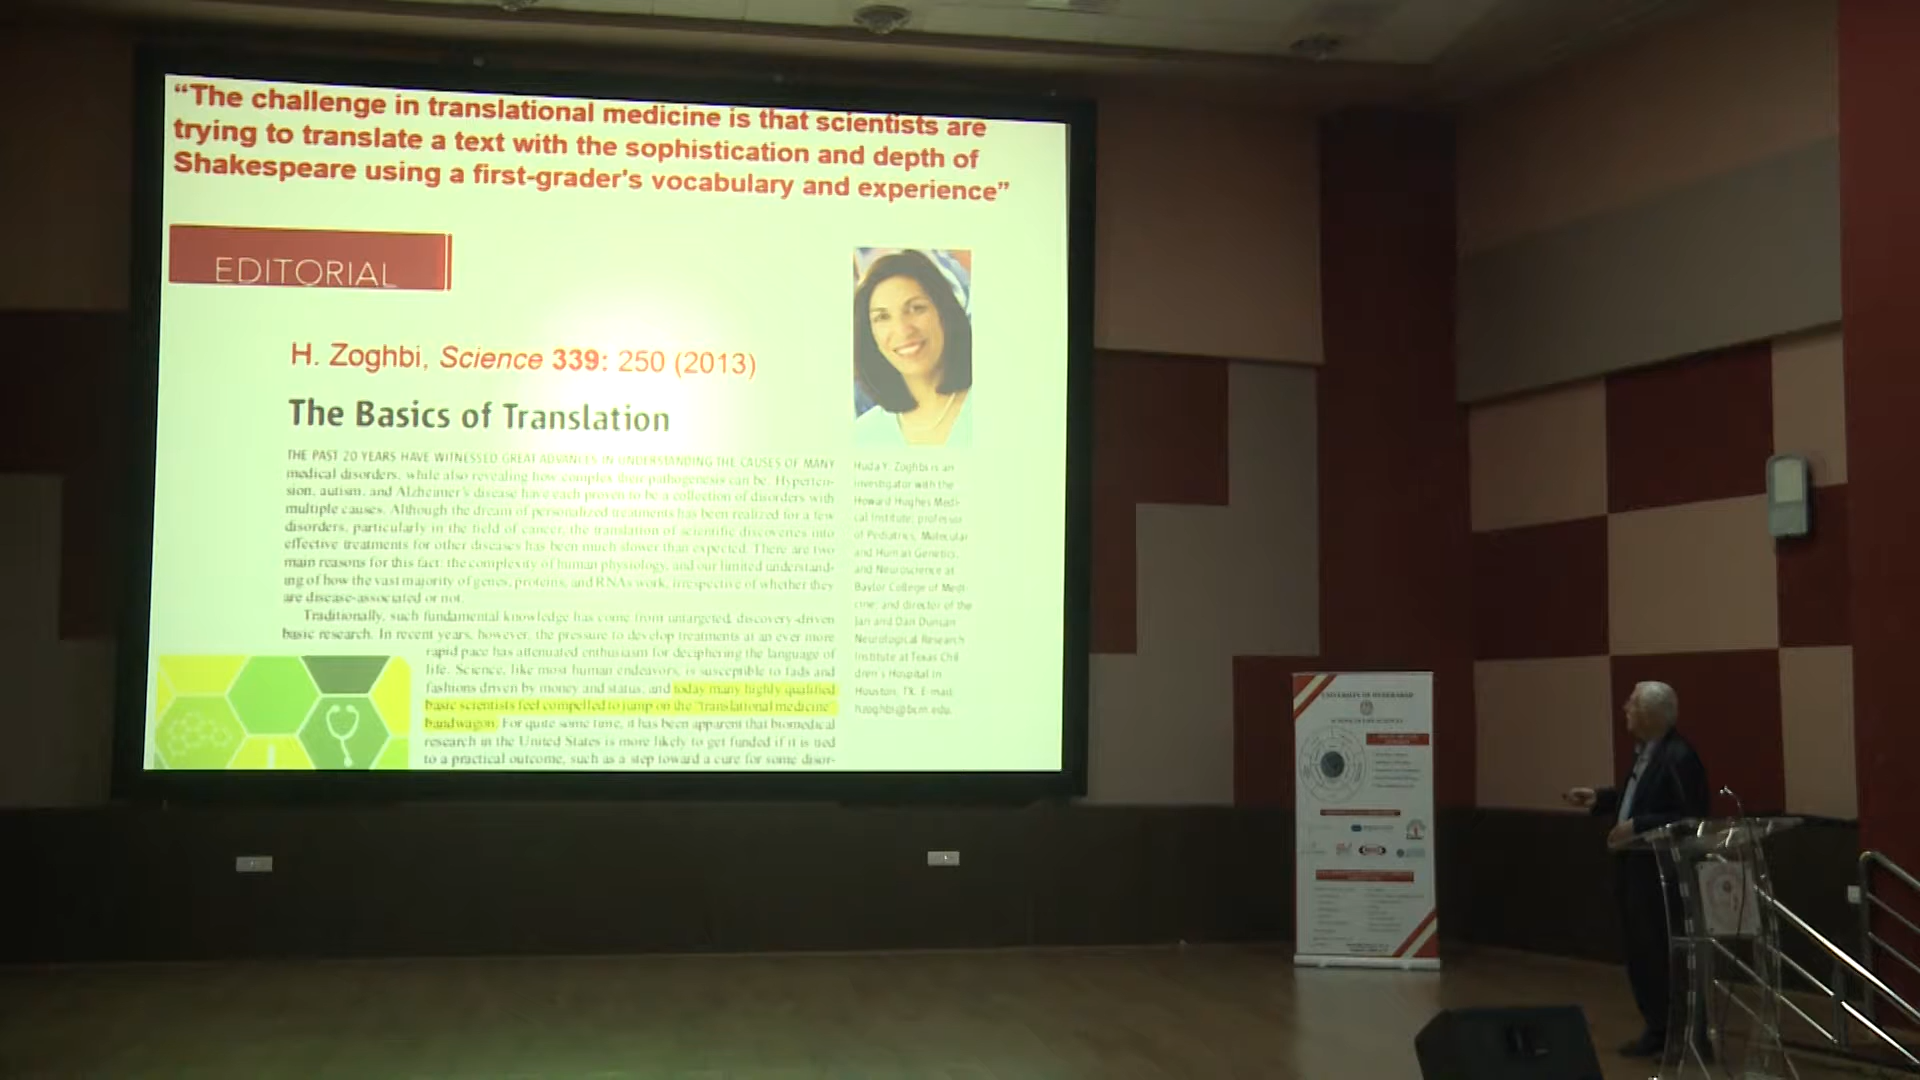 “The challenge in translational medicine is that scientists are
trying to translate a text with the sophistication and depth of
Shakespeare using a first-grader's vocabulary and experience”
EDITORIAL
H. Zoghbi, Science 339: 250 (2013)
The Basics of Translation
THE PAST 20 YEARS HAVE WITNESSED GREAT ADVANCES IN UNDERSTANDING THE CAUSES OF MANY
medical disorders, while also revealing how complex their pathogenesis can be. Hyperten-
sion, autism, and Alzheimer's disease have each proven to be a collection of disorders with
multiple causes. Although the dream of personalized treatments has been realized for a few
disorders, particularly in the field of cancer, the translation of scientific discoveries into
effective treatments for other diseases has been much slower than expected. There are two
main reasons for this fact: the complexity of human physiology, and our limited understand-
ing of how the vast majority of genes, proteins, and RNAs work, irrespective of whether they
are disease-associated or not.
Traditionally, such fundamental knowledge has come from untargeted, discovery-driven
basic research. In recent years, however, the pressure to develop treatments at an ever more
rapid pace has attenuated enthusiasm for deciphering the language of
life. Science, like most human endeavors, is susceptible to fads and
fashions driven by money and status, and today many highly qualified
basic scientists feel compelled to jump on the "translational medicine"
bandwagon. For quite some time, it has been apparent that biomedical
research in the United States is more likely to get funded if it is tied
to a practical outcome, such as a step toward a cure for some disor-
Huda Y. Zoghbi is an
investigator with the
Howard Hughes Medi-
cal Institute; professor
of Pediatrics, Molecular
and Human Genetics,
and Neuroscience at
Baylor College of Medi-
cine; and director of the
Jan and Dan Duncan
Neurological Research
Institute at Texas Chil-
dren's Hospital in
Houston, TX. E-mail:
hzoghbi@bcm.edu.
UNIVERSITY OF HYDERABAD
SCHOOL OF LIFE SCIENCES